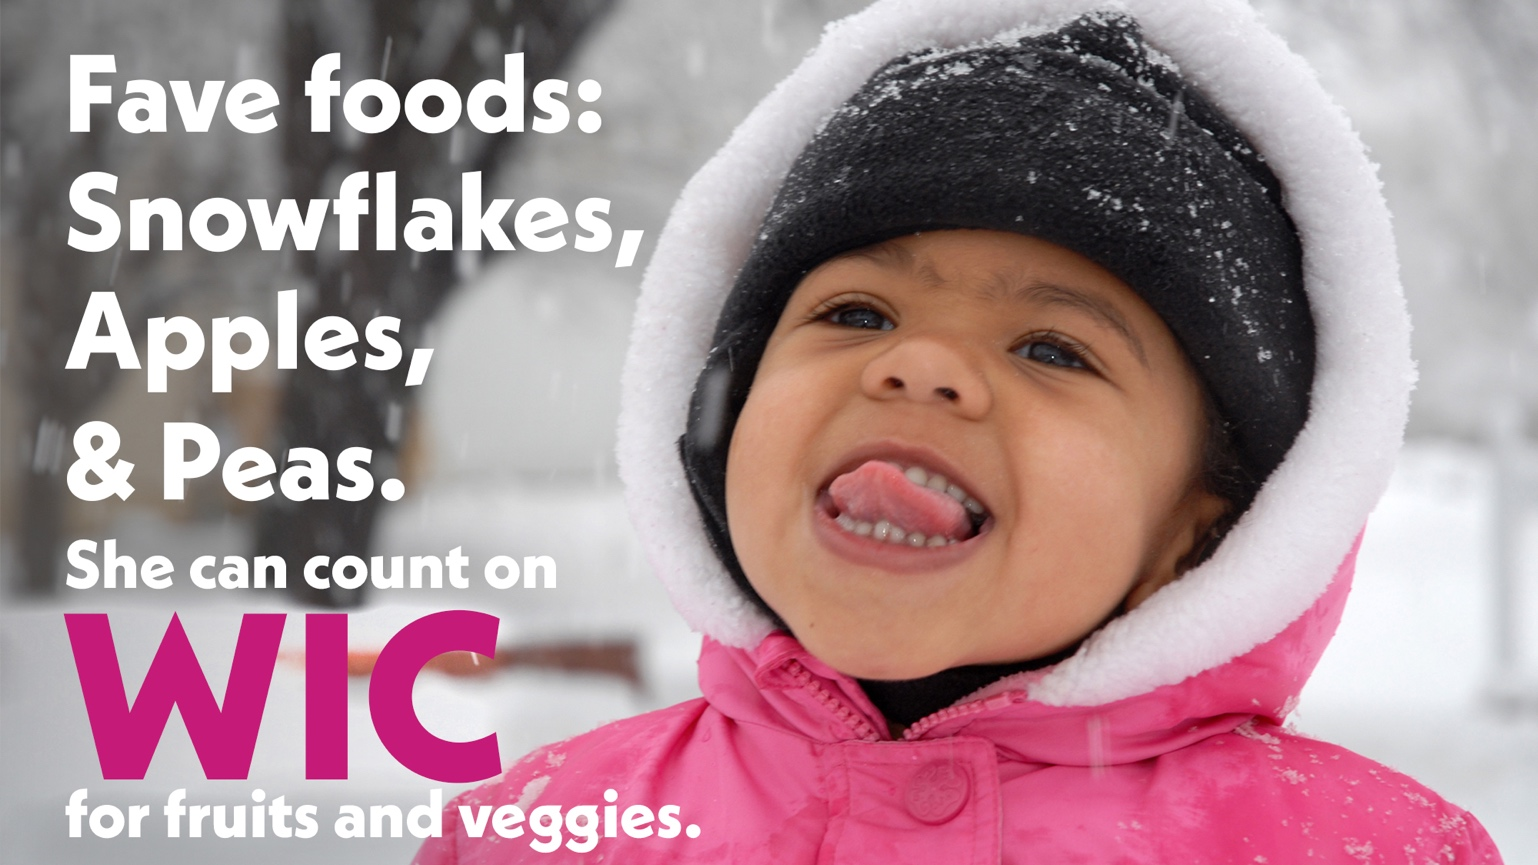 Fave foods:
Snowflakes,
Apples,
& Peas.
She can count on
WIC
for fruits and veggies.